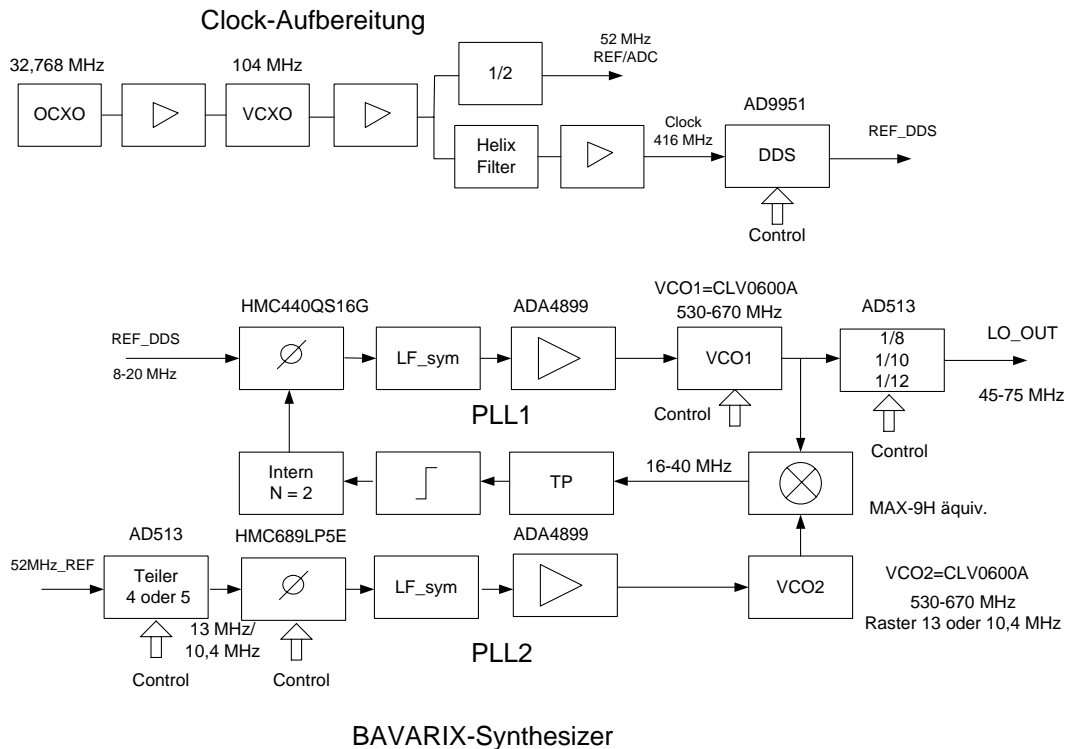 Clock-Aufbereitung
32,768 MHz
104 MHz
52 MHz
REF/ADC
1/2
OCXO
VCXO
Helix
Filter
Clock
416 MHz
AD9951
DDS
REF_DDS
Control
HMC440QS16G
ADA4899
VCO1=CLV0600A
530-670 MHz
AD513
REF_DDS
8-20 MHz
LF_sym
VCO1
1/8
1/10
1/12
LO_OUT
45-75 MHz
PLL1
Control
Control
Intern
N = 2
TP
16-40 MHz
MAX-9H äquiv.
AD513
HMC689LP5E
ADA4899
52MHz_REF
Teiler
4 oder 5
LF_sym
VCO2
VCO2=CLV0600A
530-670 MHz
Raster 13 oder 10,4 MHz
13 MHz/
10,4 MHz
Control
Control
PLL2
BAVARIX-Synthesizer